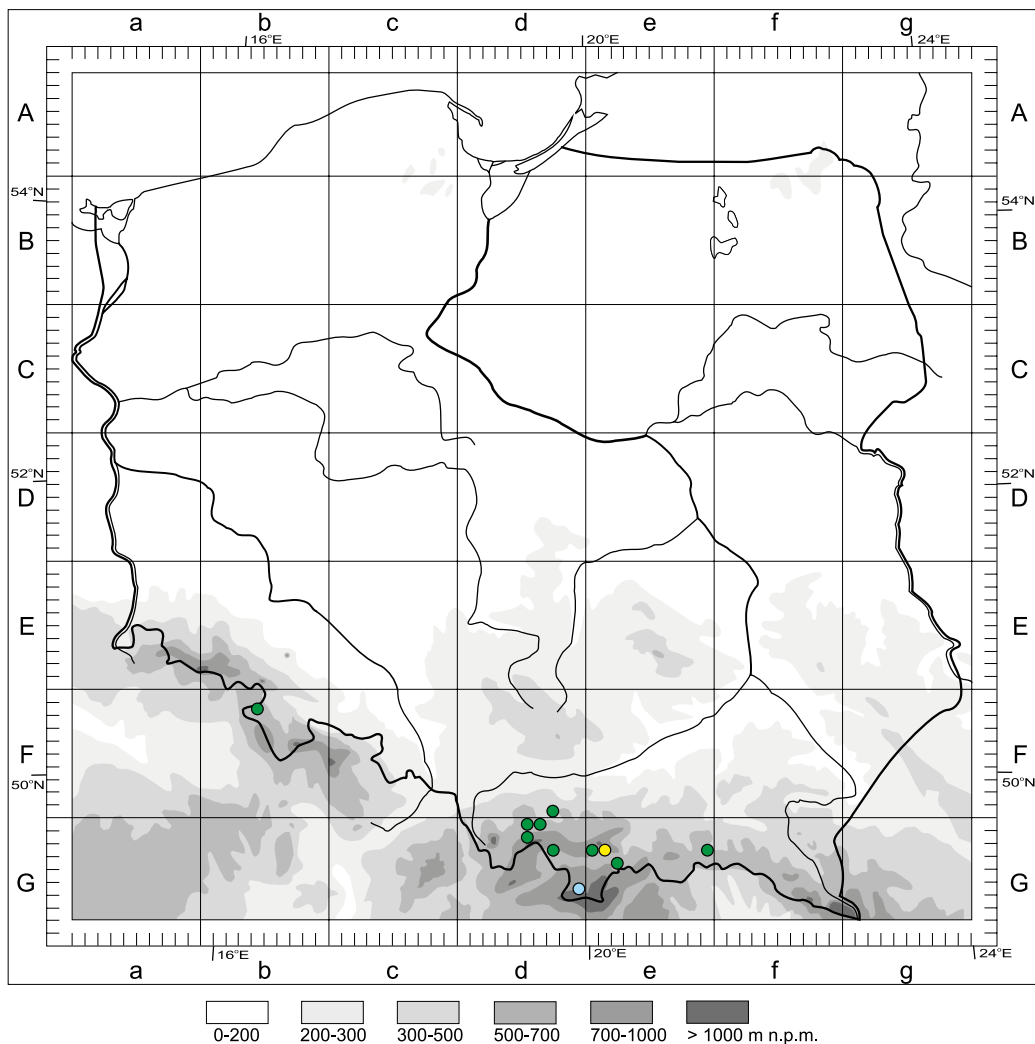 a b c d e f g
16°E 20°E 24°E
A A
54°N 54°N
B B
C C
52°N 52°N
D D
E E
F F
50°N 50°N
G G
16°E 20°E 24°E
a b c d e f g
0-200 200-300 300-500 500-700 700-1000 > 1000 m n.p.m.